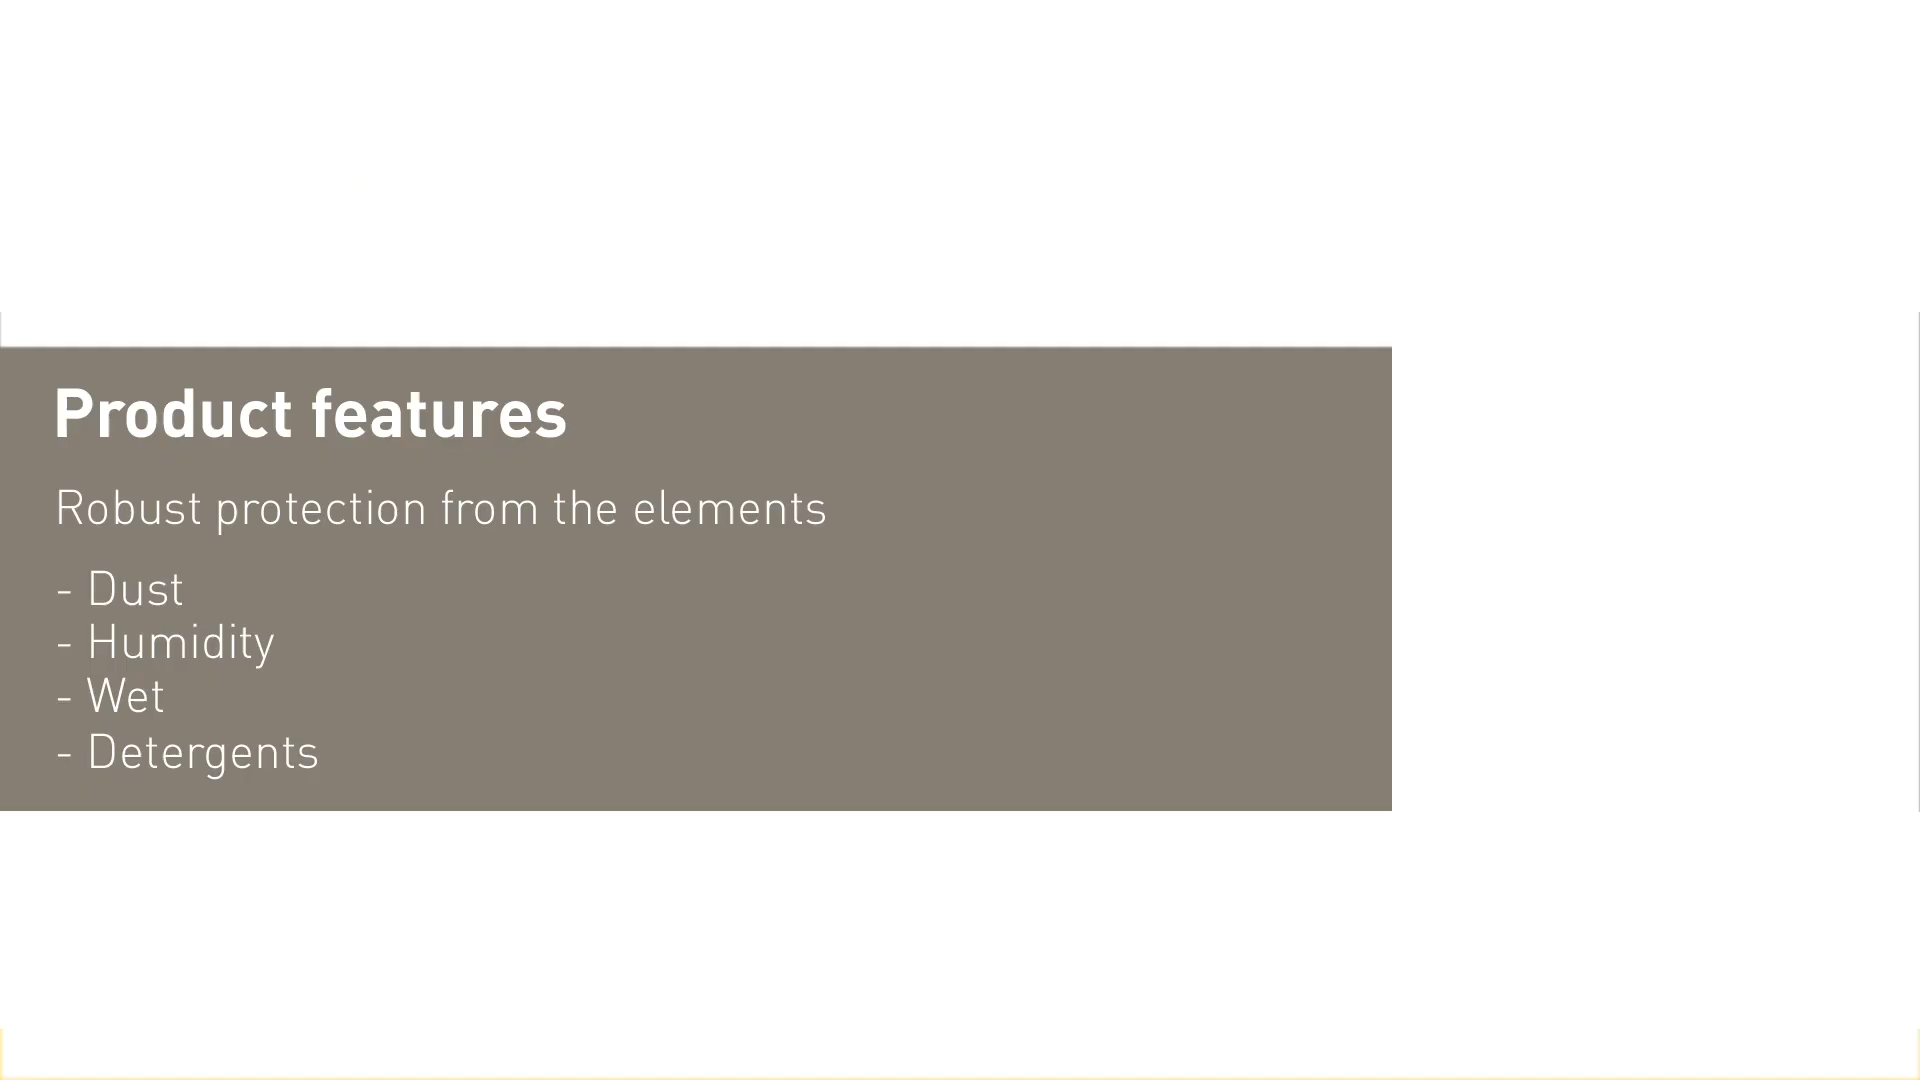 Product features
Robust protection from the elements
- Dust
- Humidity
- Wet
- Detergents